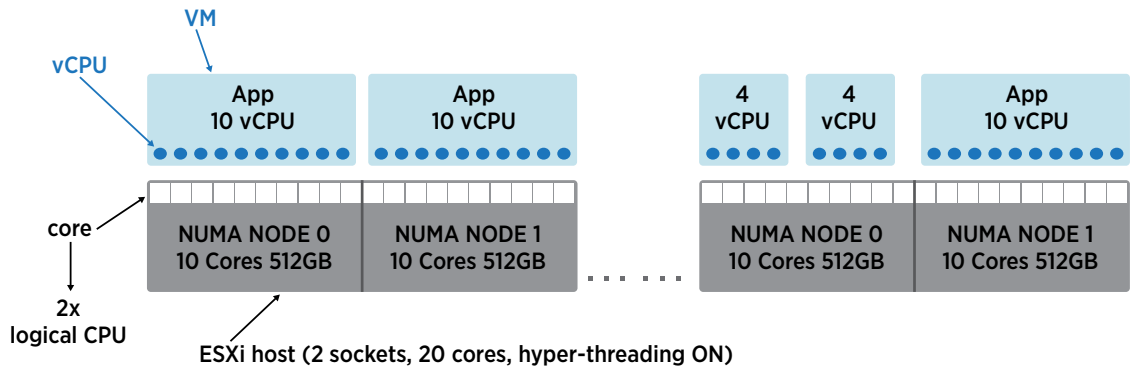 VM
vCPU
App
10 vCPU
App
10 vCPU
4
vCPU
4
vCPU
App
10 vCPU
core
2x
logical CPU
NUMA NODE 0
10 Cores 512GB
NUMA NODE 1
10 Cores 512GB
NUMA NODE 0
10 Cores 512GB
NUMA NODE 1
10 Cores 512GB
ESXi host (2 sockets, 20 cores, hyper-threading ON)